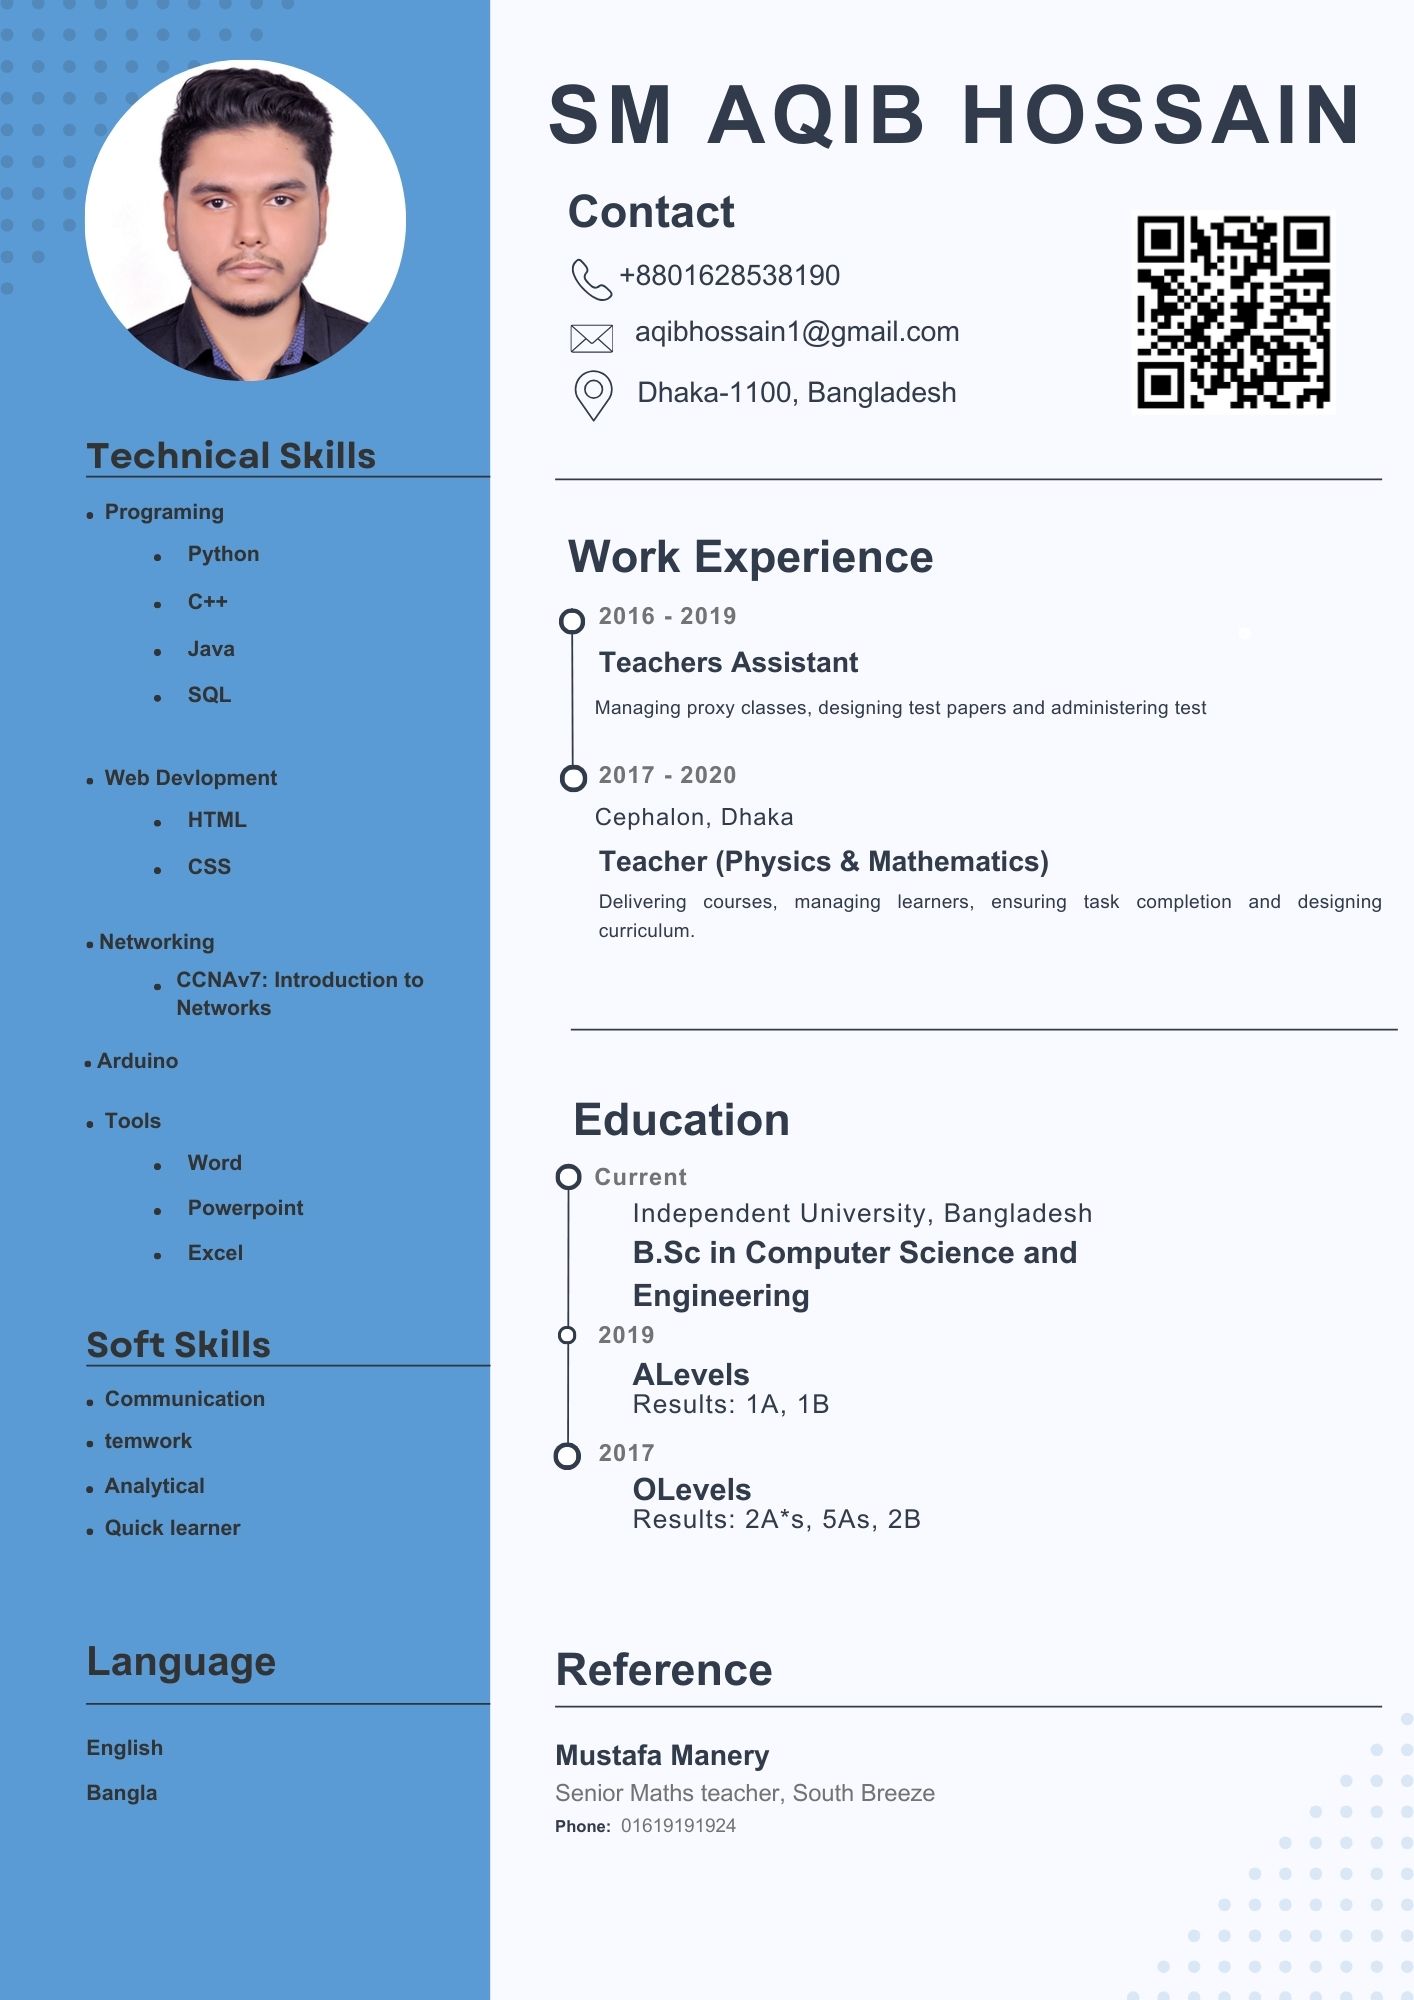 SM AQIB HOSSAIN
Contact
+8801628538190
aqibhossain1@gmail.com
Dhaka-1100, Bangladesh
Technical Skills
Programing
Python
C++
Java
SQL
Web Devlopment
HTML
CSS
Networking
CCNAv7: Introduction to
Networks
Arduino
Tools
Word
Powerpoint
Excel
Soft Skills
Communication
temwork
Analytical
Quick learner
Language
English
Bangla
Work Experience
2016 - 2019
Teachers Assistant
Managing proxy classes, designing test papers and administering test
2017 - 2020
Cephalon, Dhaka
Teacher (Physics & Mathematics)
Delivering courses, managing learners, ensuring task completion and designing
curriculum.
Education
Current
Independent University, Bangladesh
B.Sc in Computer Science and
Engineering
2019
ALevels
Results: 1A, 1B
2017
OLevels
Results: 2A*s, 5As, 2B
Reference
Mustafa Manery
Senior Maths teacher, South Breeze
Phone: 01619191924